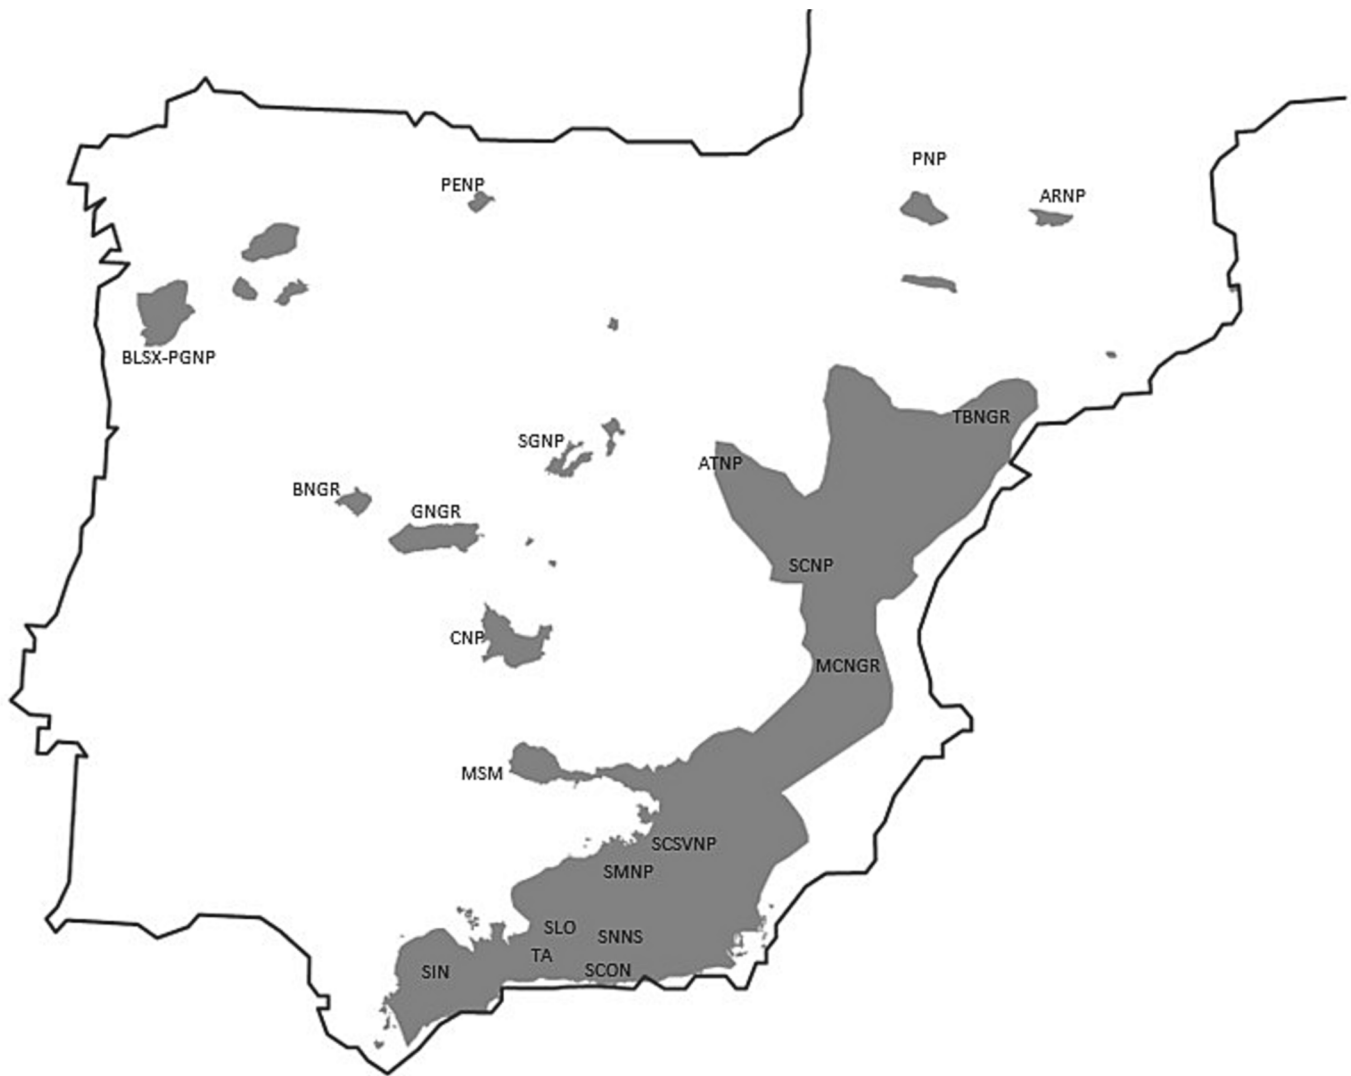 PNP
PENP
ARNP
BLSX-PGNP
TBNGR
SGNP
ATNP
BNGR
GNGR
SCNP
CNP
MCNGR
MSM
SCSVNP
SMNP
SLO
SNNS
TA
SIN
SCON